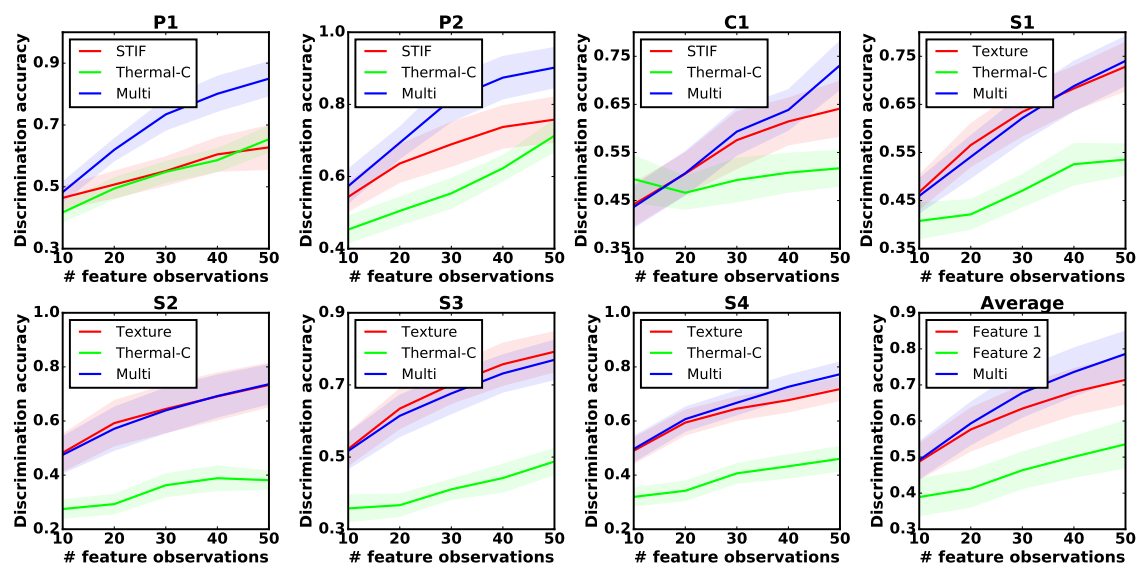 P1
STIF
Thermal-C
Multi
Discrimination accuracy
0.9
0.7
0.5
0.3
10 20 30 40 50
# feature observations
P2
STIF
Thermal-C
Multi
Discrimination accuracy
1.0
0.8
0.6
0.4
10 20 30 40 50
# feature observations
C1
STIF
Thermal-C
Multi
Discrimination accuracy
0.75
0.65
0.55
0.45
0.35
10 20 30 40 50
# feature observations
S1
Texture
Thermal-C
Multi
Discrimination accuracy
0.75
0.65
0.55
0.45
0.35
10 20 30 40 50
# feature observations
S2
Texture
Thermal-C
Multi
Discrimination accuracy
1.0
0.8
0.6
0.4
0.2
10 20 30 40 50
# feature observations
S3
Texture
Thermal-C
Multi
Discrimination accuracy
0.9
0.7
0.5
0.3
10 20 30 40 50
# feature observations
S4
Texture
Thermal-C
Multi
Discrimination accuracy
1.0
0.8
0.6
0.4
0.2
10 20 30 40 50
# feature observations
Average
Feature 1
Feature 2
Multi
Discrimination accuracy
0.9
0.8
0.7
0.6
0.5
0.4
0.3
10 20 30 40 50
# feature observations